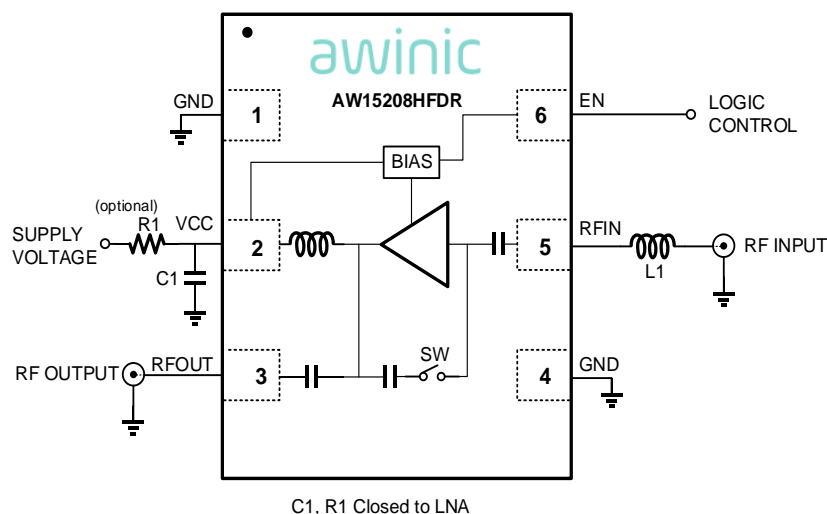 awinic
AW15208HFDR
GND
1
6
EN
LOGIC
CONTROL
BIAS
(optional)
R1
VCC
SUPPLY
VOLTAGE
2
C1
5
RFIN
L1
RF INPUT
RF OUTPUT
RFOUT
3
SW
4
GND
C1, R1 Closed to LNA